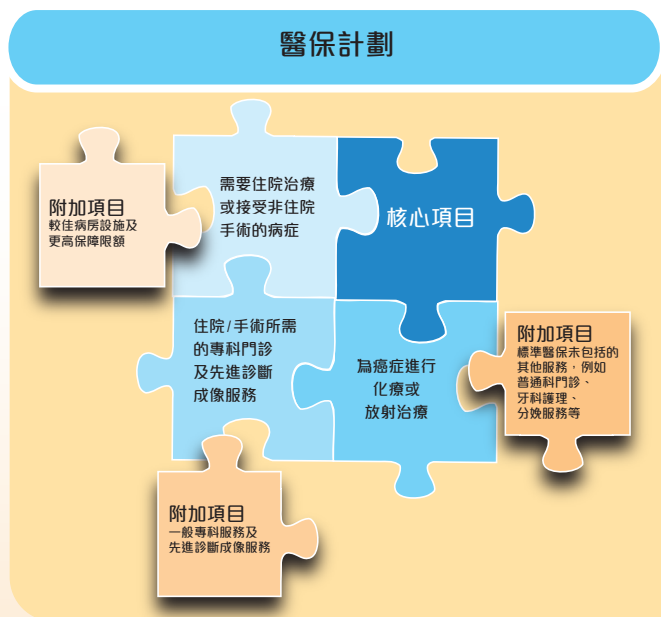 醫保計劃
附加項目
較佳病房設施及
更高保障限額
需要住院治療
或接受非住院
手術的病症
核心項目
住院/手術所需
的專科門診
及先進診斷
成像服務
為癌症進行
化療或
放射治療
附加項目
標準醫保未包括的
其他服務，例如
普通科門診、
牙科護理、
分娩服務等
附加項目
一般專科服務及
先進診斷成像服務